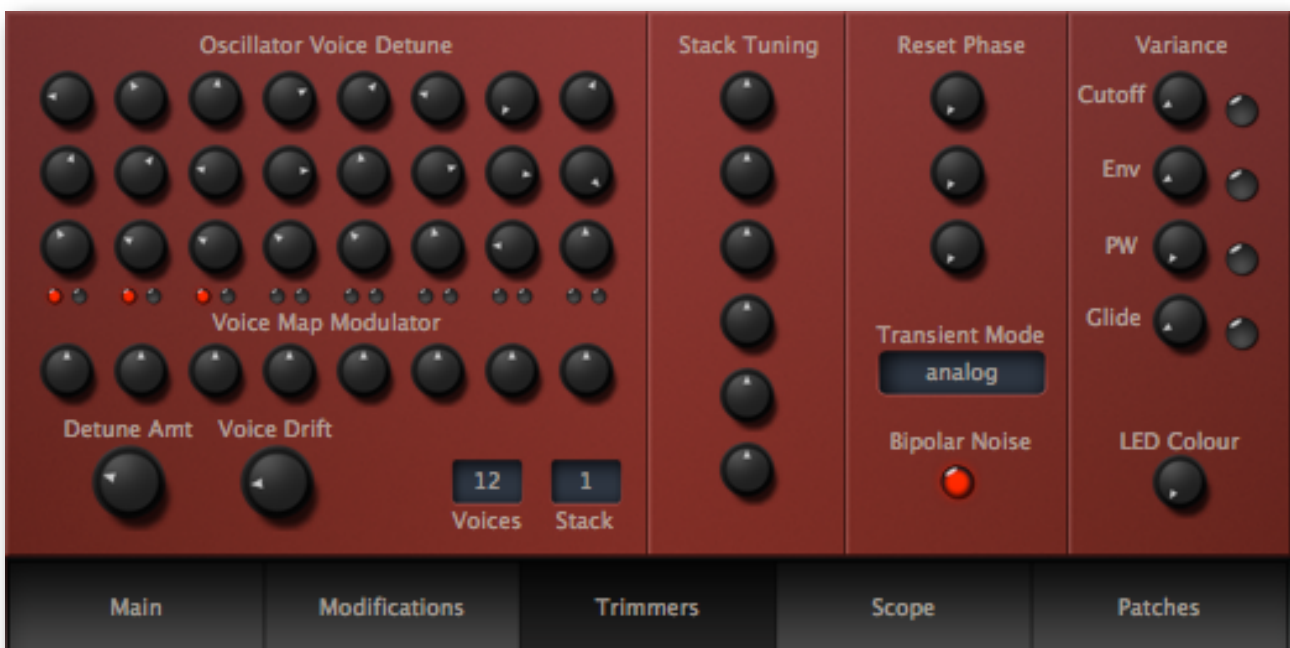 Oscillator Voice Detune
Stack Tuning
Reset Phase
Variance
Cutoff
Env
PW
Glide
Voice Map Modulator
Transient Mode
analog
Detune Amt Voice Drift
Bipolar Noise
LED Colour
12 1
Voices Stack
Main Modifications Trimmers Scope Patches